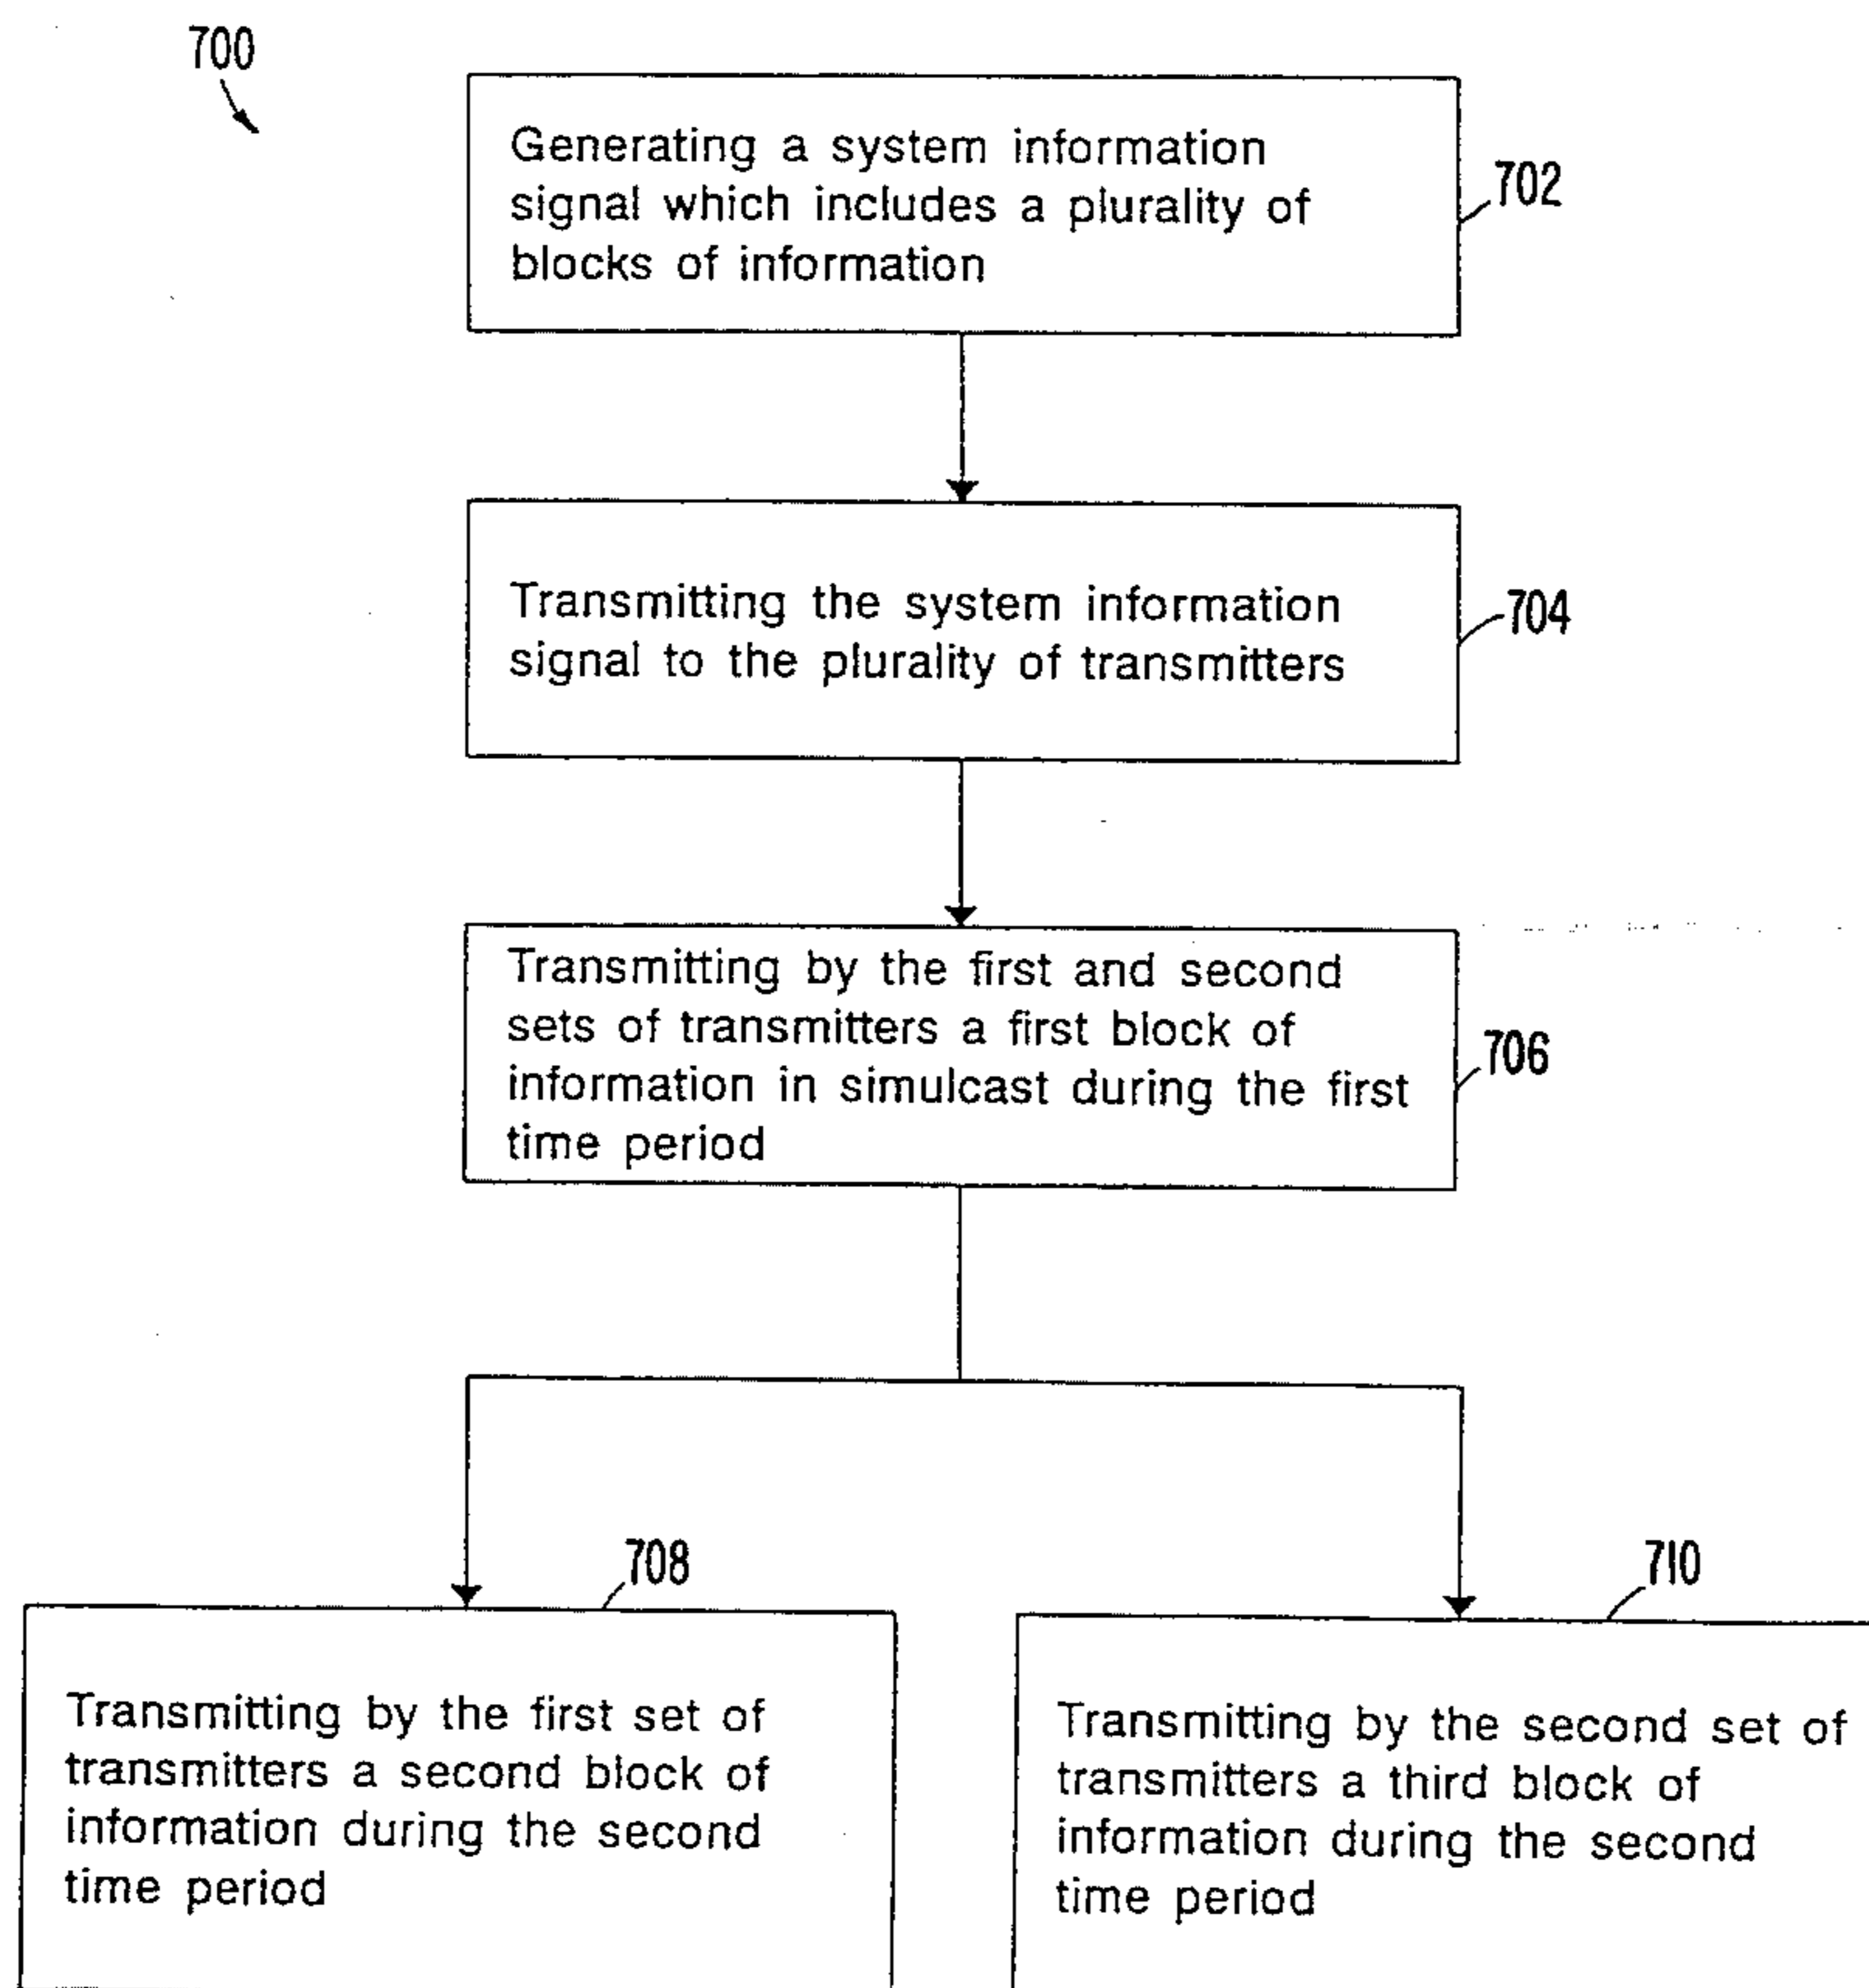 700
Generating a system information
signal which includes a plurality of
blocks of information
702
Transmitting the system information
signal to the plurality of transmitters
704
Transmitting by the first and second
sets of transmitters a first block of
information in simulcast during the first
time period
706
708
Transmitting by the first set of
transmitters a second block of
information during the second
time period
710
Transmitting by the second set of
transmitters a third block of
information during the second
time period